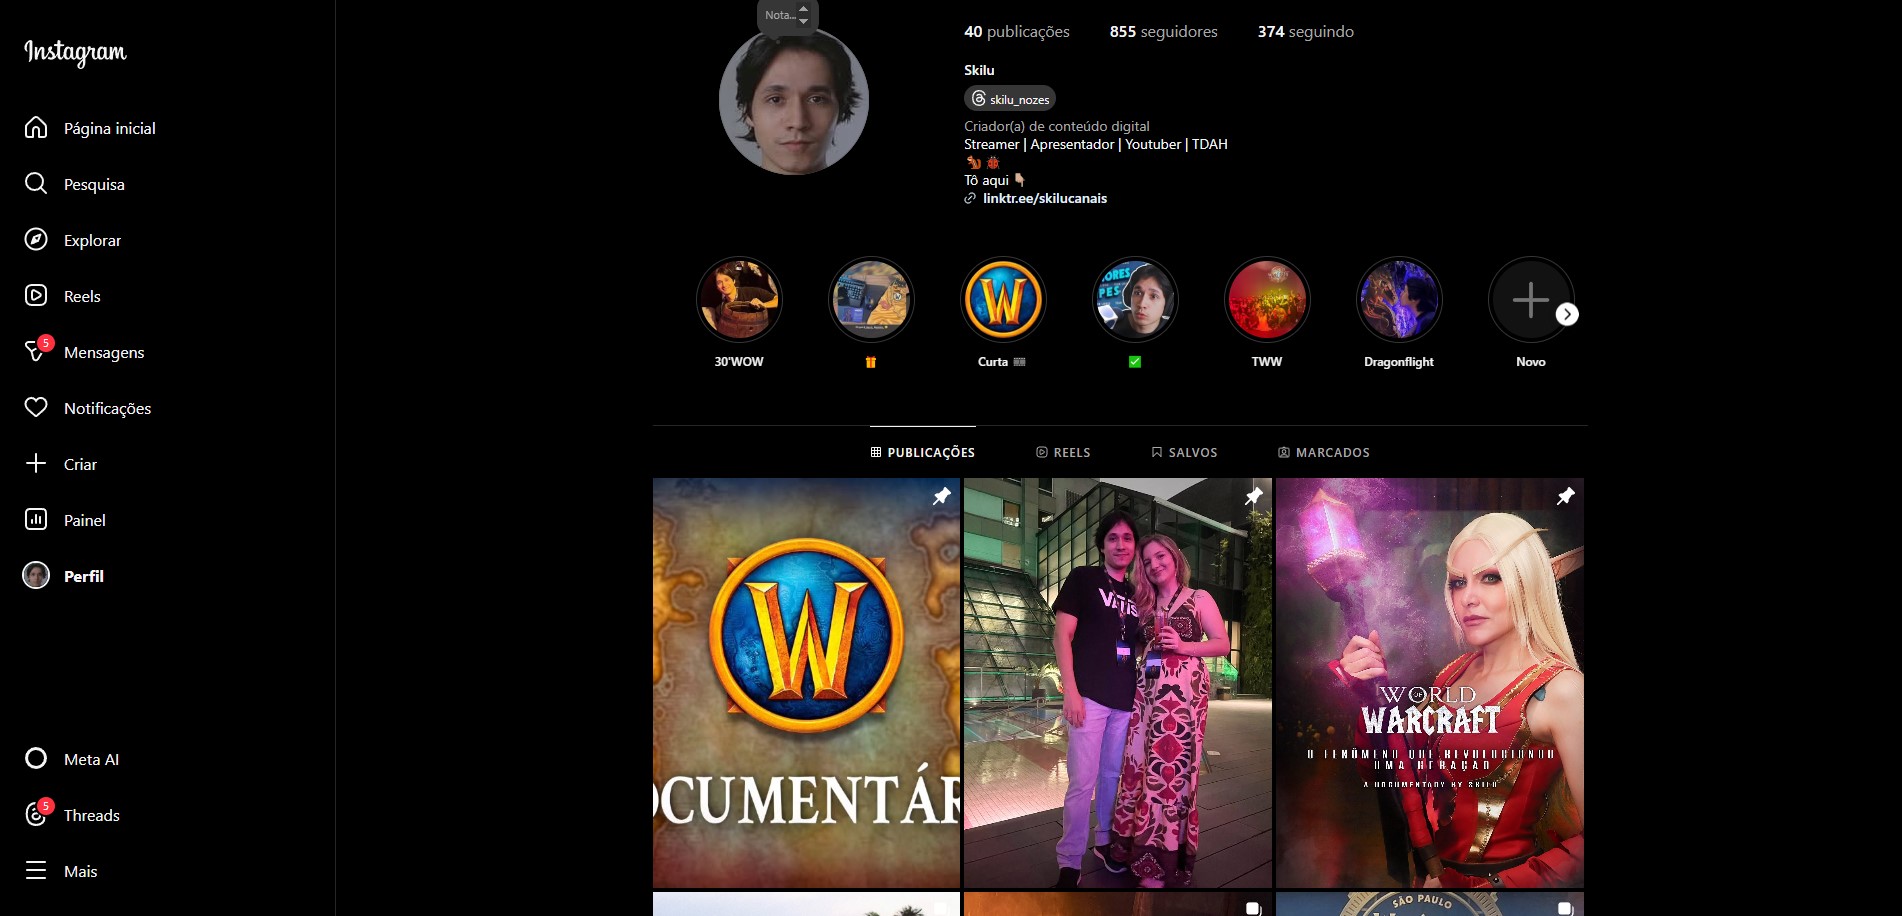 Instagram
Página inicial
Pesquisa
Explorar
Reels
5
Mensagens
Notificações
Criar
Painel
Perfil
Meta AI
5
Threads
Mais
Nota...
40 publicações
855 seguidores
374 seguindo
Skilu
skilu_nozes
Criador(a) de conteúdo digital
Streamer | Apresentador | Youtuber | TDAH
🐿️🐞
Tô aqui 👇🏼
linktr.ee/skilucanais
ORES
PES
W
30'WOW
🎁
Curta 🎞️
✅
TWW
Dragonflight
Novo
PUBLICAÇÕES
REELS
SALVOS
MARCADOS
W
OCUMENTÁR
WORLD
OF
WARCRAFT
O FENÔMENO QUE REVOLUCIONOU
UMA GERAÇÃO
A DOCUMENTARY BY SKILU
SÃO PAULO